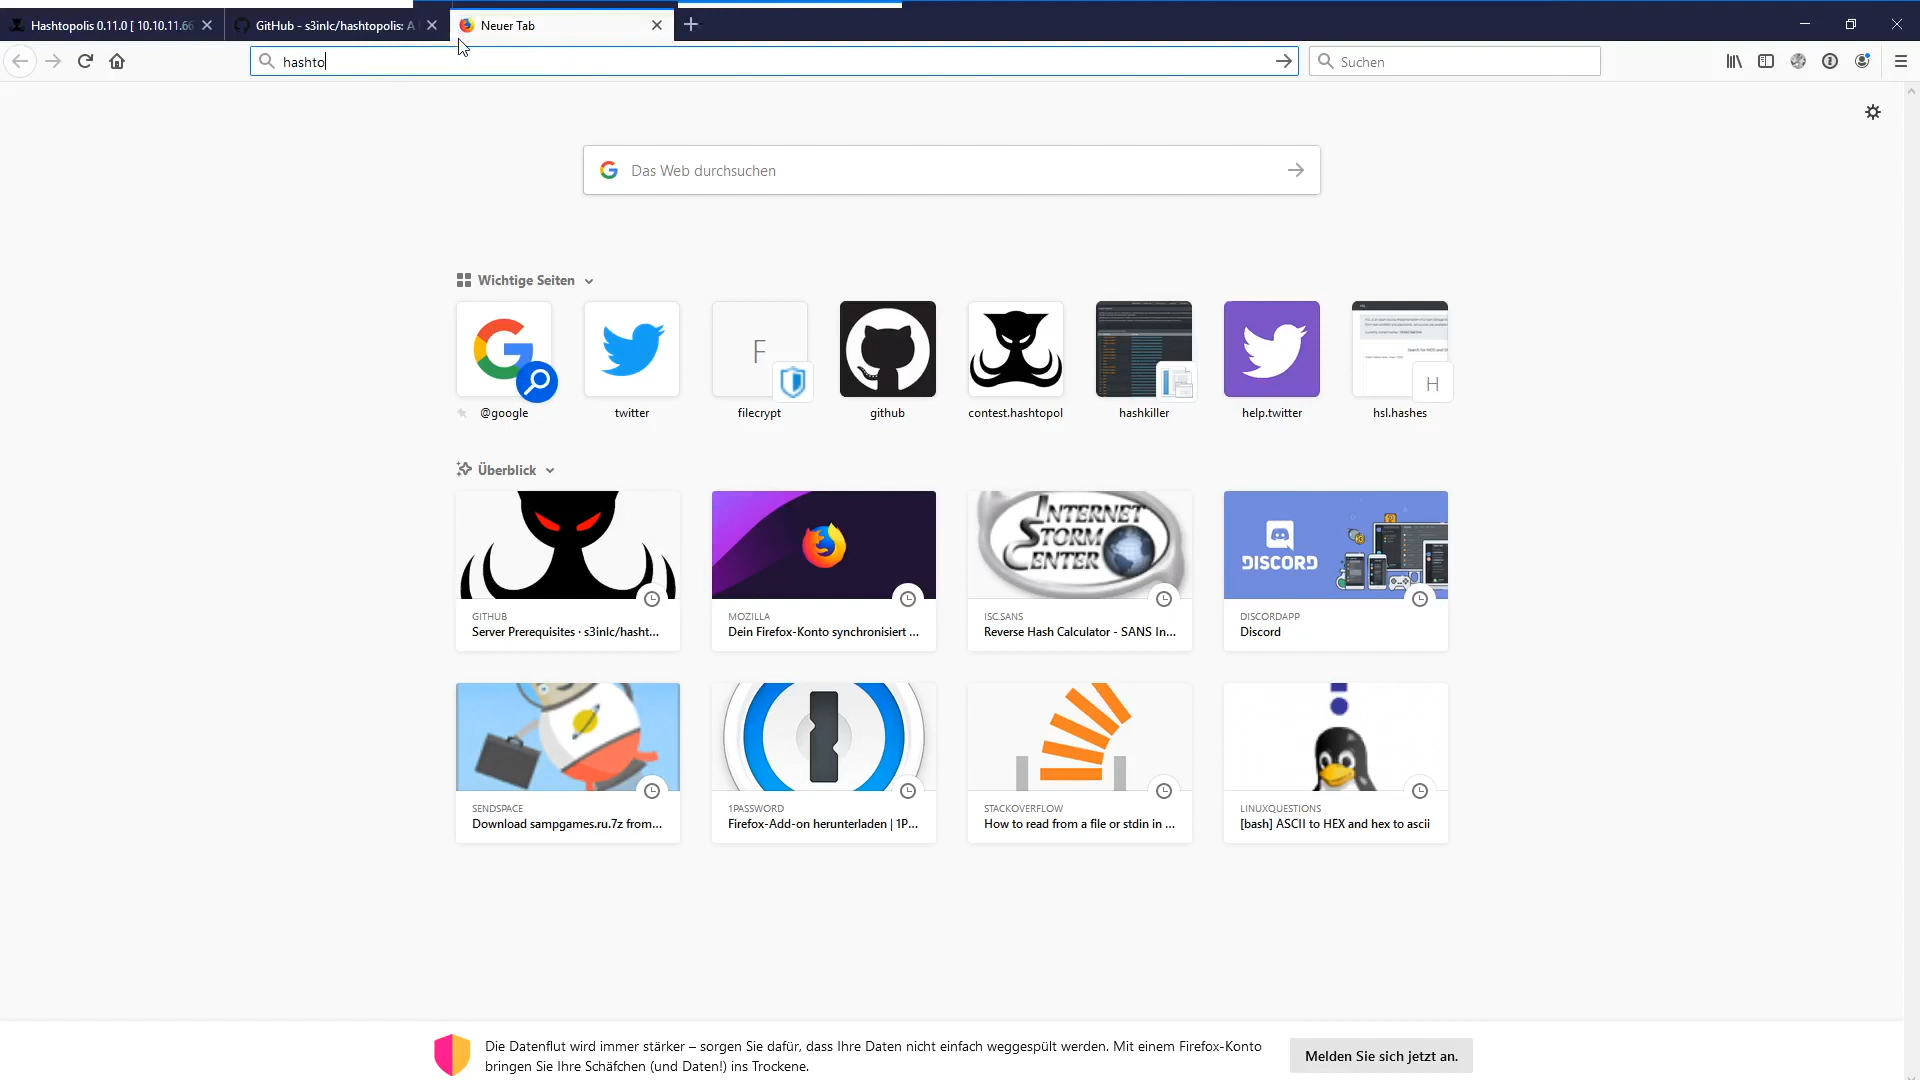 Hashtopolis 0.11.0 [ 10.10.11.66
GitHub - s3inlc/hashtopolis: A
Neuer Tab
hashto
Suchen
Das Web durchsuchen
Wichtige Seiten
F
H
@google
twitter
filecrypt
github
contest.hashtopol
hashkiller
help.twitter
hsl.hashes
Überblick
INTERNET
STORM
CENTER
DISCORD
GITHUB
Server Prerequisites · s3inlc/hasht...
MOZILLA
Dein Firefox-Konto synchronisiert ...
ISC.SANS
Reverse Hash Calculator - SANS In...
DISCORDAPP
Discord
SENDSPACE
Download sampgames.ru.7z from...
1PASSWORD
Firefox-Add-on herunterladen | 1P...
STACKOVERFLOW
How to read from a file or stdin in ...
LINUXQUESTIONS
[bash] ASCII to HEX and hex to ascii
Die Datenflut wird immer stärker – sorgen Sie dafür, dass Ihre Daten nicht einfach weggespült werden. Mit einem Firefox-Konto
bringen Sie Ihre Schäfchen (und Daten!) ins Trockene.
Melden Sie sich jetzt an.